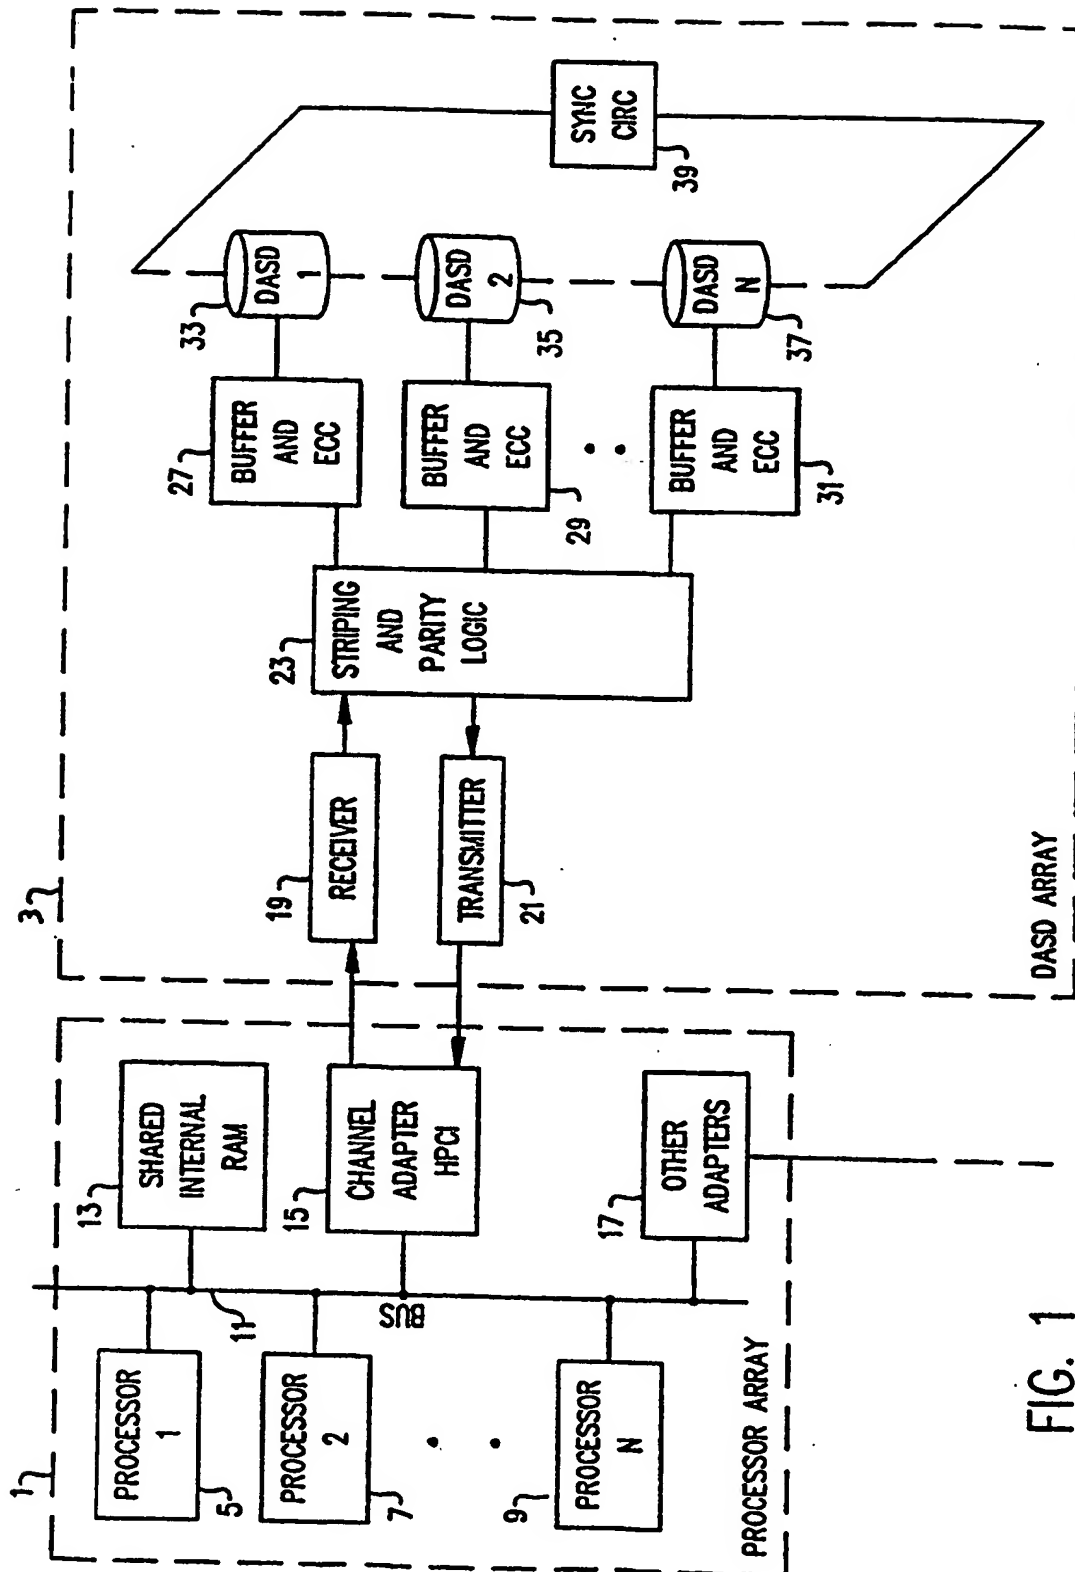 1
PROCESSOR
1
5
PROCESSOR
2
7
PROCESSOR
N
9
PROCESSOR ARRAY
11
BUS
13
SHARED
INTERNAL
RAM
15
CHANNEL
ADAPTER
HPCI
17
OTHER
ADAPTERS
3
19
RECEIVER
TRANSMITTER
21
23
STRIPING
AND
PARITY
LOGIC
27
BUFFER
AND
ECC
BUFFER
AND
ECC
29
BUFFER
AND
ECC
31
33
DASD
1
DASD
2
35
DASD
N
37
SYNC
CIRC
39
DASD ARRAY
FIG. 1